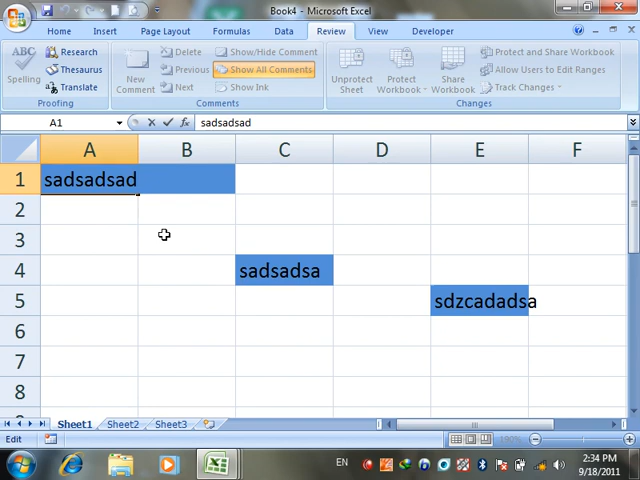 Book4 - Microsoft Excel
Home Insert Page Layout Formulas Data Review View Developer
ABC Spelling Research Thesaurus Translate Proofing
New Comment Delete Previous Next Show/Hide Comment Show All Comments Show Ink Comments
Unprotect Sheet Protect Workbook Share Workbook Protect and Share Workbook Allow Users to Edit Ranges Track Changes Changes
A1 fx sadsadsad
A B C D E F
1 sadsadsad
2
3
4 sadsadsa
5 sdzcadadsa
6
7
8
Sheet1 Sheet2 Sheet3
Edit 190%
EN 2:34 PM
9/18/2011